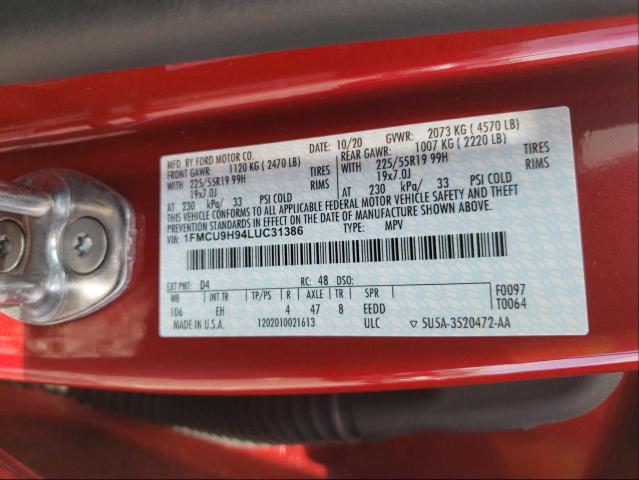 MFD. BY FORD MOTOR CO. DATE: 10/20 GVWR: 2073 KG ( 4570 LB)
FRONT GAWR: 1120 KG ( 2470 LB) REAR GAWR: 1007 KG ( 2220 LB)
WITH 225/55R19 99H TIRES WITH 225/55R19 99H TIRES
19x7.0J RIMS 19x7.0J RIMS
AT 230 kPa/ 33 PSI COLD AT 230 kPa/ 33 PSI COLD
THIS VEHICLE CONFORMS TO ALL APPLICABLE FEDERAL MOTOR VEHICLE SAFETY AND THEFT
PREVENTION STANDARDS IN EFFECT ON THE DATE OF MANUFACTURE SHOWN ABOVE.
1FMCU9H94LUC31386 TYPE: MPV
EXT PNT: D4 RC: 48 DSO: F0097
WB INT TR TP/PS R AXLE TR SPR T0064
106 EH 4 47 8 EEDD
MADE IN U.S.A. 1202010021613 ULC ▽ 5U5A-3520472-AA